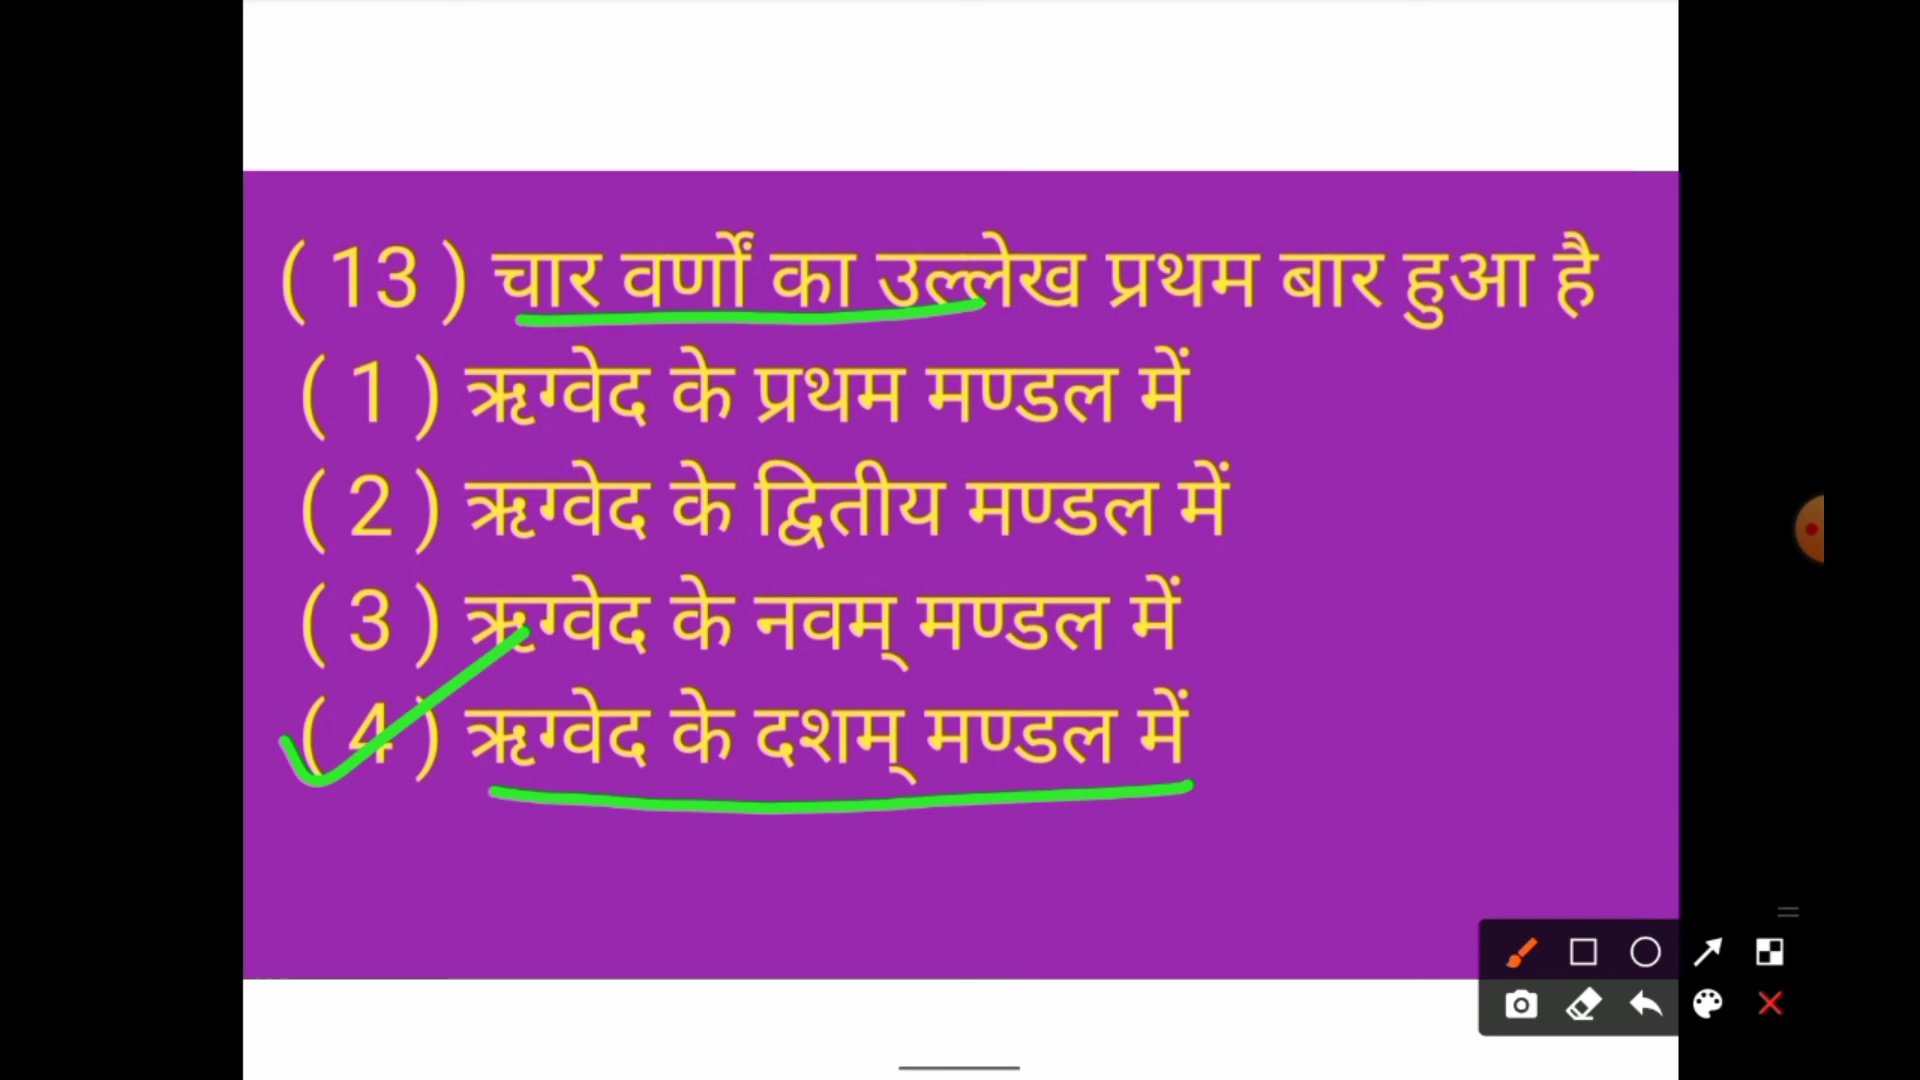 ( 13 ) चार वर्णों का उल्लेख प्रथम बार हुआ है
( 1 ) ऋग्वेद के प्रथम मण्डल में
( 2 ) ऋग्वेद के द्वितीय मण्डल में
( 3 ) ऋग्वेद के नवम् मण्डल में
( 4 ) ऋग्वेद के दशम् मण्डल में